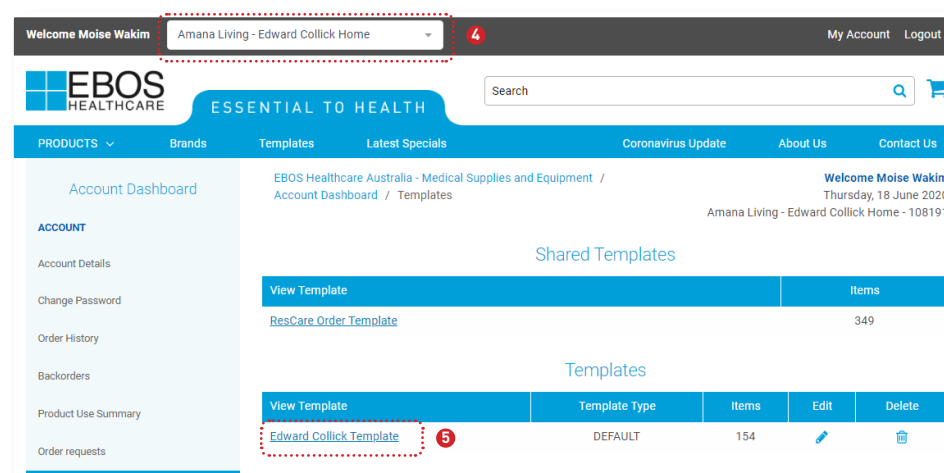 Welcome Moise Wakim Amana Living - Edward Collick Home 4 My Account Logout
EBOS
HEALTHCARE
ESSENTIAL TO HEALTH
Search
PRODUCTS Brands Templates Latest Specials Coronavirus Update About Us Contact Us
Account Dashboard
ACCOUNT
Account Details
Change Password
Order History
Backorders
Product Use Summary
Order requests
EBOS Healthcare Australia - Medical Supplies and Equipment /
Account Dashboard / Templates
Welcome Moise Wakim
Thursday, 18 June 2020
Amana Living - Edward Collick Home - 108191
Shared Templates
View Template Items
ResCare Order Template 349
Templates
View Template Template Type Items Edit Delete
Edward Collick Template 5 DEFAULT 154